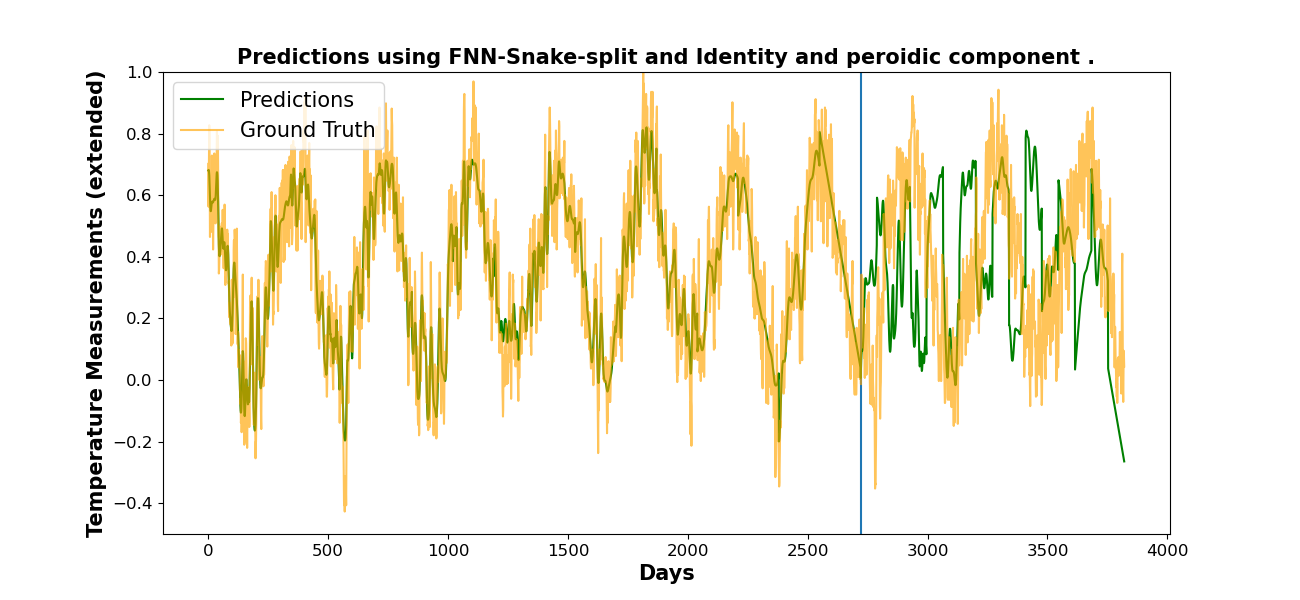 Predictions using FNN-Snake-split and Identity and peroidic component .
Temperature Measurements (extended)
1.0
0.8
0.6
0.4
0.2
0.0
−0.2
−0.4
Predictions
Ground Truth
0 500 1000 1500 2000 2500 3000 3500 4000
Days